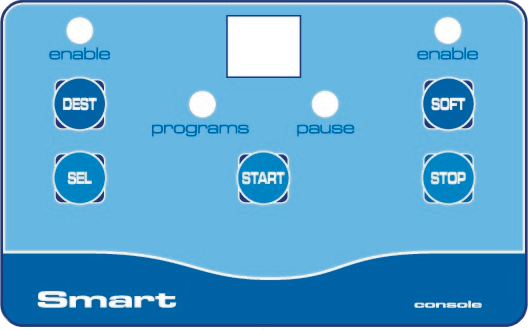 enable
enable
DEST
SOFT
programs
pause
SEL
START
STOP
Smart
console